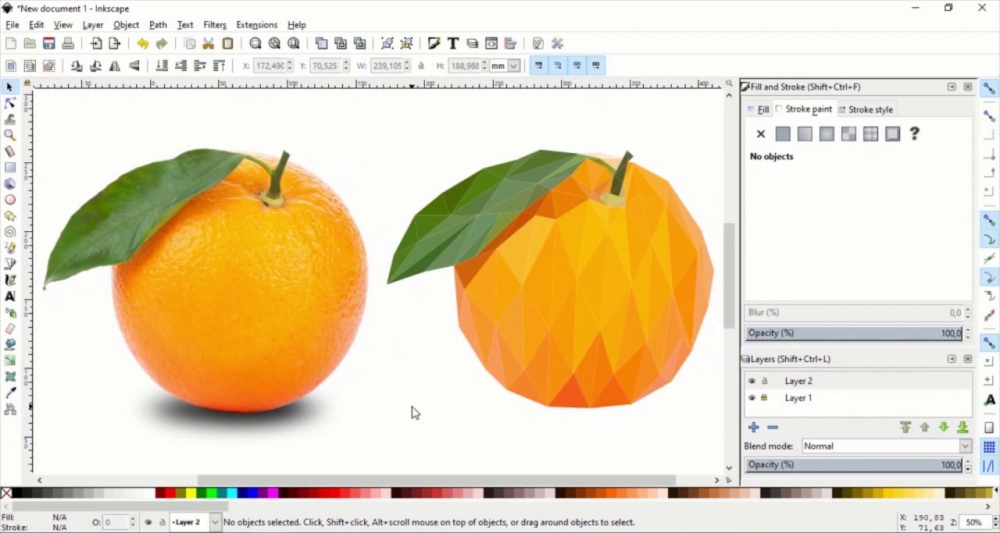 *New document 1 - Inkscape
File Edit View Layer Object Path Text Filters Extensions Help
X: 172,490 Y: 70,525 W: 239,105 H: 188,988 mm
Fill and Stroke (Shift+Ctrl+F)
Fill Stroke paint Stroke style
No objects
Blur (%) 0,0
Opacity (%) 100,0
Layers (Shift+Ctrl+L)
Layer 2
Layer 1
Blend mode: Normal
Opacity (%) 100,0
Fill: N/A
Stroke: N/A
O: 0
•Layer 2
No objects selected. Click, Shift+click, Alt+scroll mouse on top of objects, or drag around objects to select.
X: 190,83
Y: 71,63
Z: 50%